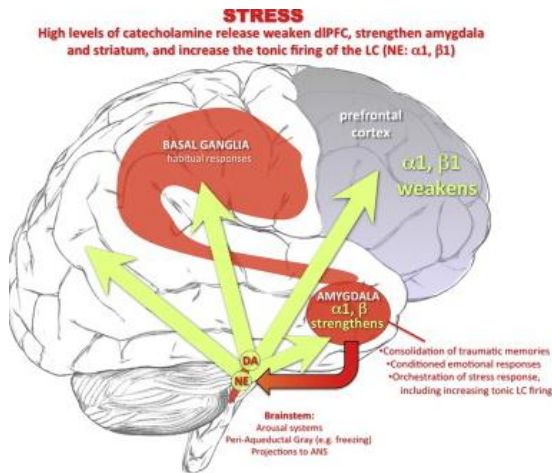 STRESS
High levels of catecholamine release weaken dlPFC, strengthen amygdala
and striatum, and increase the tonic firing of the LC (NE: α1, β1)
prefrontal
cortex
BASAL GANGLIA
habitual responses
α1, β1
weakens
AMYGDALA
α1, β
strengthens
•Consolidation of traumatic memories
•Conditioned emotional responses
•Orchestration of stress response,
including increasing tonic LC firing
DA
NE
Brainstem:
Arousal systems
Peri-Aqueductal Gray (e.g. freezing)
Projections to ANS